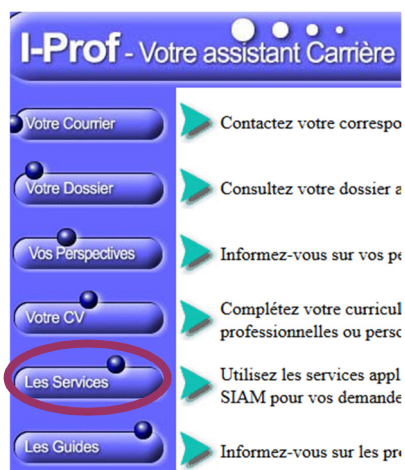 I-Prof - Votre assistant Carrière
Votre Courrier
Contactez votre correspo
Votre Dossier
Consultez votre dossier a
Vos Perspectives
Informez-vous sur vos pe
Votre CV
Complétez votre curricul
professionnelles ou perso
Les Services
Utilisez les services appl
SIAM pour vos demande
Les Guides
Informez-vous sur les pr